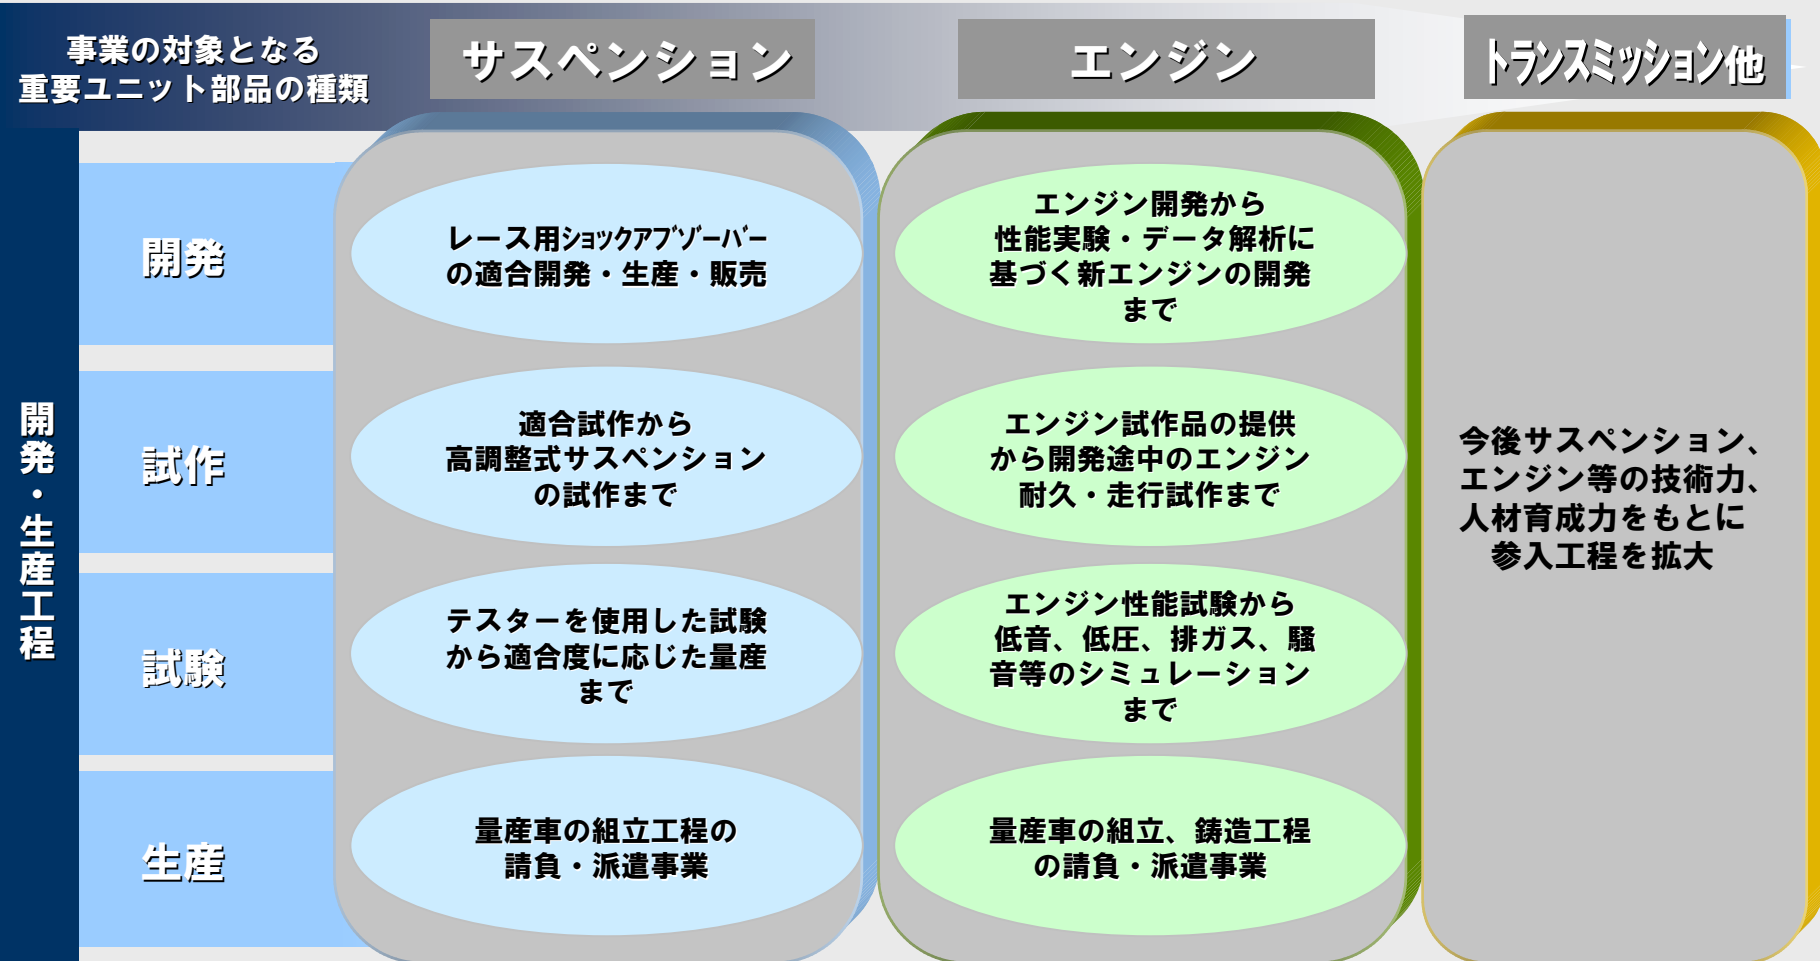 事業の対象となる
重要ユニット部品の種類
サスペンション
エンジン
トランスミッション他
開発・生産工程
開発
レース用ショックアブゾーバー
の適合開発・生産・販売
エンジン開発から
性能実験・データ解析に
基づく新エンジンの開発
まで
試作
適合試作から
高調整式サスペンション
の試作まで
エンジン試作品の提供
から開発途中のエンジン
耐久・走行試作まで
試験
テスターを使用した試験
から適合度に応じた量産
まで
エンジン性能試験から
低音、低圧、排ガス、騒
音等のシミュレーション
まで
生産
量産車の組立工程の
請負・派遣事業
量産車の組立、鋳造工程
の請負・派遣事業
今後サスペンション、
エンジン等の技術力、
人材育成力をもとに
参入工程を拡大